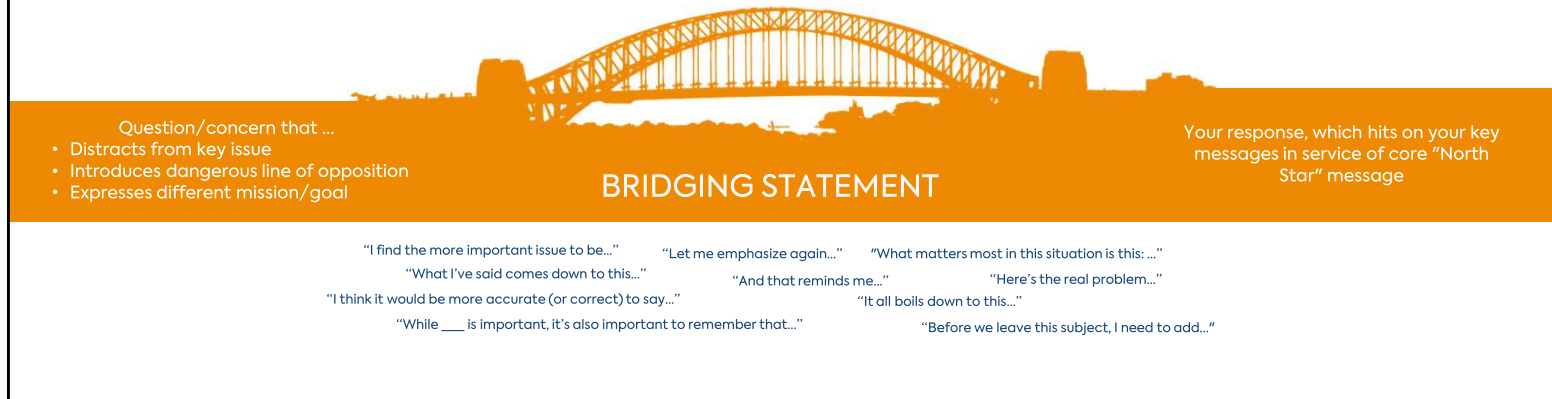 Question/concern that ...
• Distracts from key issue
• Introduces dangerous line of opposition
• Expresses different mission/goal
BRIDGING STATEMENT
Your response, which hits on your key
messages in service of core "North
Star" message
“I find the more important issue to be...”
“Let me emphasize again...”
"What matters most in this situation is this: ...”
“What I’ve said comes down to this...”
“And that reminds me...”
“Here’s the real problem...”
“I think it would be more accurate (or correct) to say...”
“It all boils down to this...”
“While ___ is important, it’s also important to remember that...”
“Before we leave this subject, I need to add..."